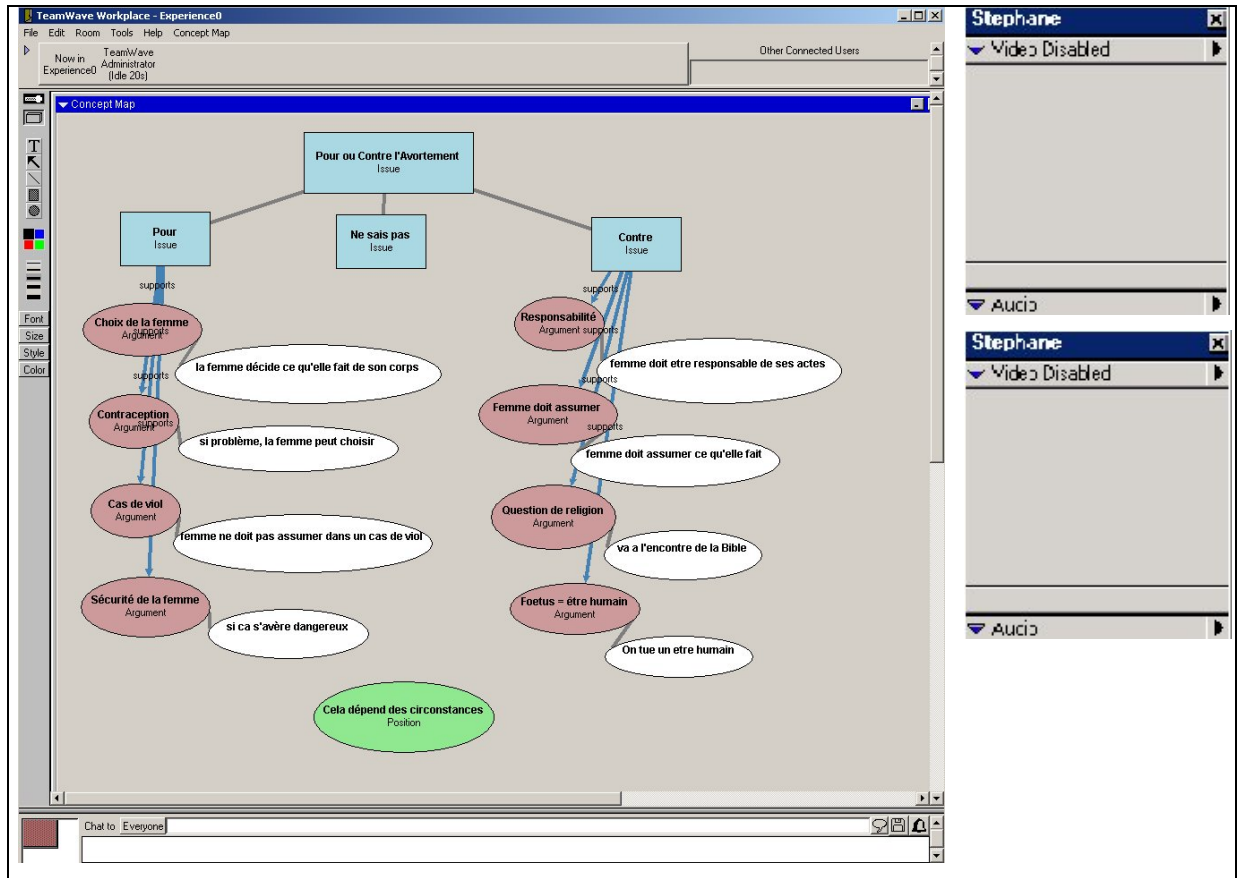 TeamWave Workplace - Experience0
File Edit Room Tools Help Concept Map
Now in
Experience0
TeamWave
Administrator
(Idle 20s)
Other Connected Users
Concept Map
T
Font
Size
Style
Color
Pour ou Contre l'Avortement
Issue
Pour
Issue
Ne sais pas
Issue
Contre
Issue
supports
Choix de la femme
Argument
supports
la femme décide ce qu'elle fait de son corps
supports
Contraception
Argument
supports
si problème, la femme peut choisir
Cas de viol
Argument
femme ne doit pas assumer dans un cas de viol
Sécurité de la femme
Argument
si ca s'avère dangereux
supports
Responsabilité
Argument
supports
femme doit etre responsable de ses actes
supports
Femme doit assumer
Argument
supports
femme doit assumer ce qu'elle fait
Question de religion
Argument
va a l'encontre de la Bible
Foetus = étre humain
Argument
On tue un etre humain
Cela dépend des circonstances
Position
Chat to Everyone
Stephane
Video Disabled
Audio
Stephane
Video Disabled
Audio